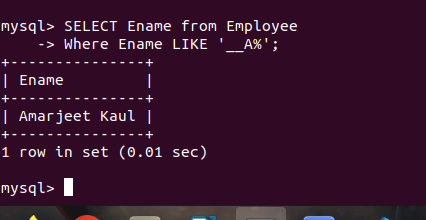 mysql> SELECT Ename from Employee
    -> Where Ename LIKE '__A%';
+---------------+
| Ename         |
+---------------+
| Amarjeet Kaul |
+---------------+
1 row in set (0.01 sec)
mysql>